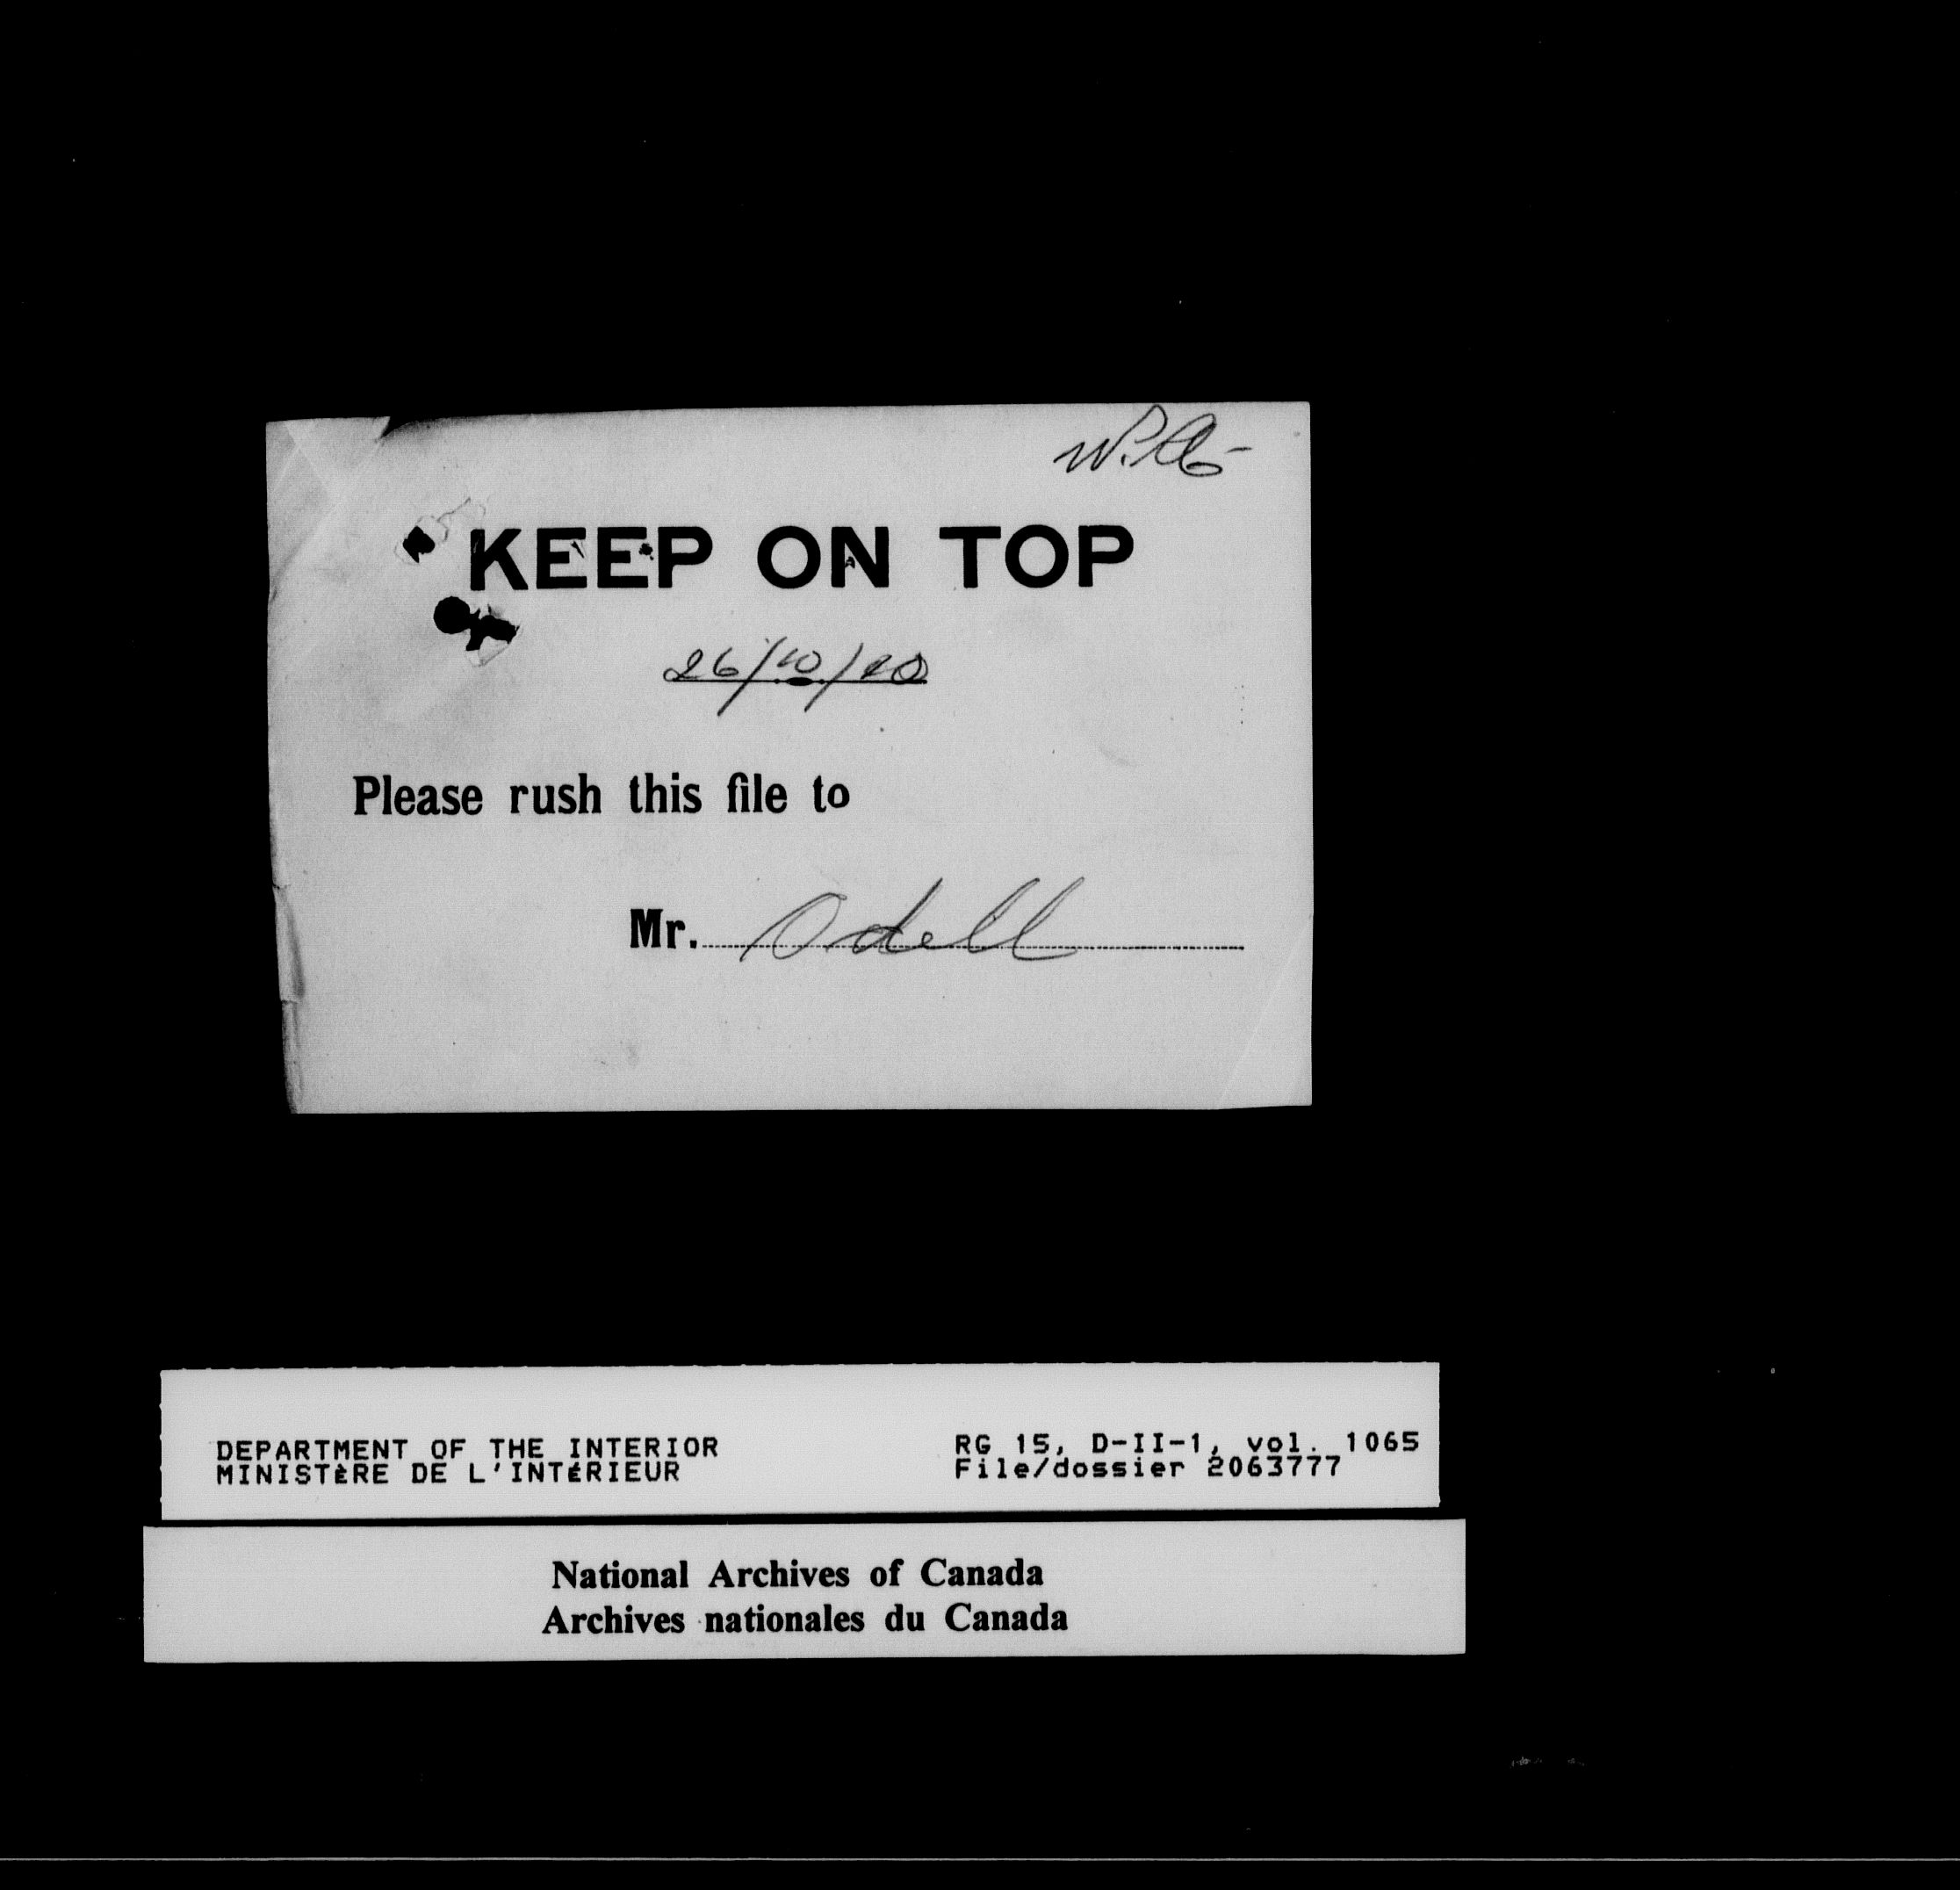 KEEP ON TOP
26/10/20
Please rush this file to
Mr. Odell
DEPARTMENT OF THE INTERIOR
MINISTÈRE DE L'INTÉRIEUR
RG 15, D-II-1, vol. 1065
File/dossier 2063777
National Archives of Canada
Archives nationales du Canada